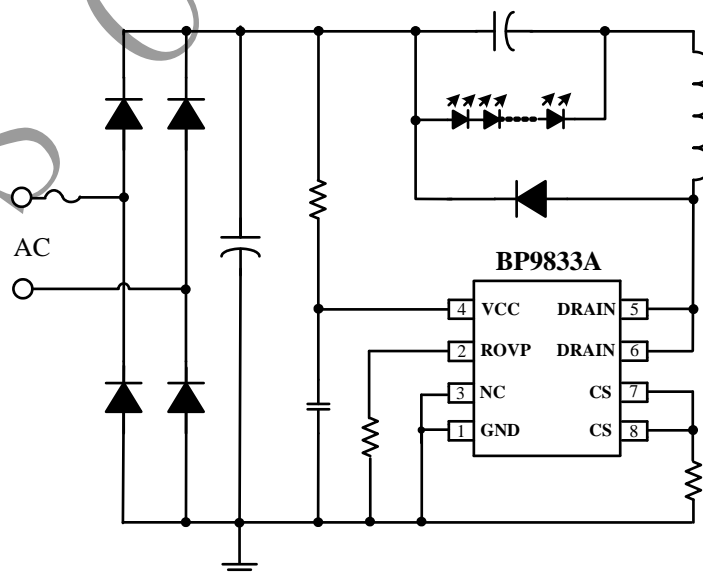 AC
BP9833A
4 VCC DRAIN 5
2 ROVP DRAIN 6
3 NC CS 7
1 GND CS 8